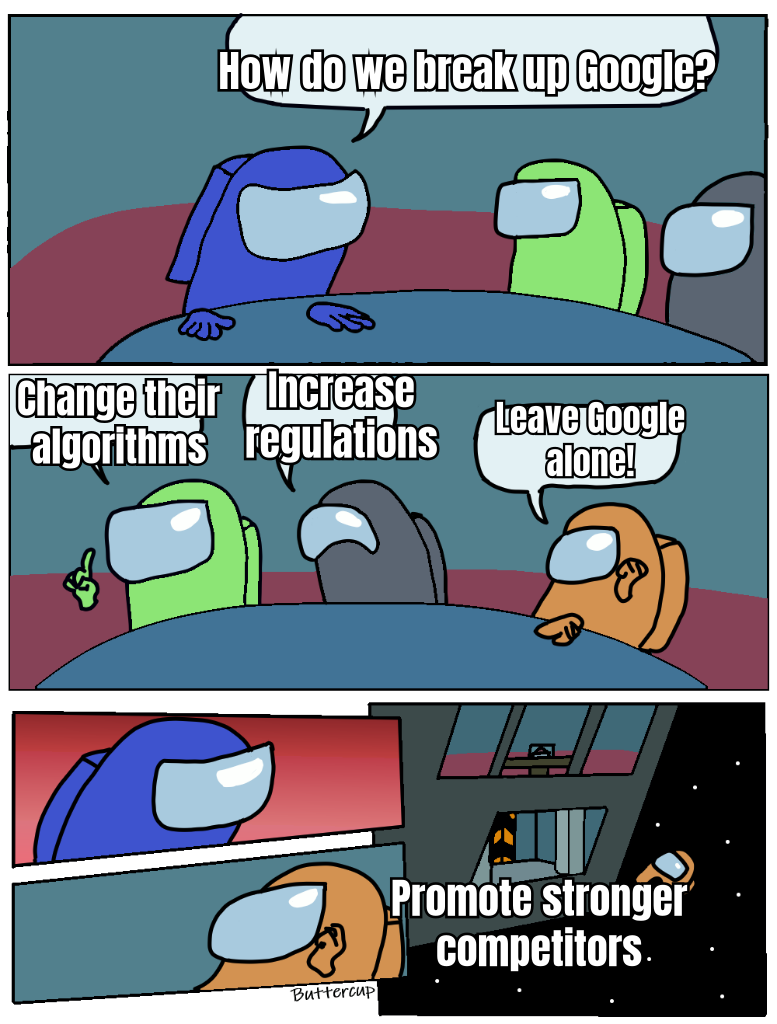 How do we break up Google?
Change their
algorithms
Increase
regulations
Leave Google
alone!
Promote stronger
competitors
Buttercup